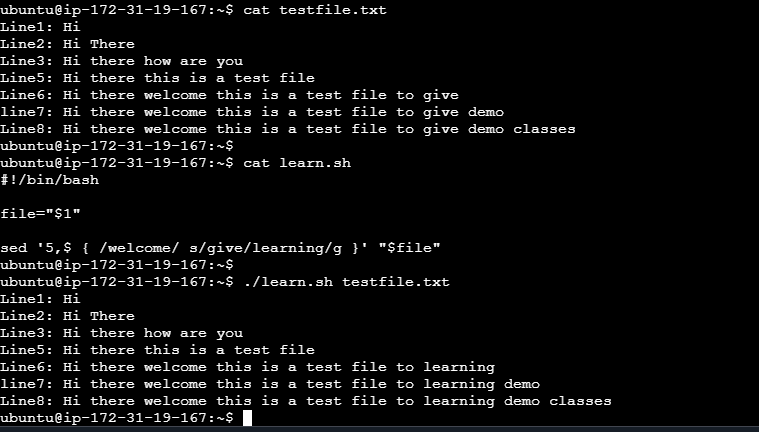 ubuntu@ip-172-31-19-167:~$ cat testfile.txt
Line1: Hi
Line2: Hi There
Line3: Hi there how are you
Line5: Hi there this is a test file
Line6: Hi there welcome this is a test file to give
line7: Hi there welcome this is a test file to give demo
Line8: Hi there welcome this is a test file to give demo classes
ubuntu@ip-172-31-19-167:~$
ubuntu@ip-172-31-19-167:~$ cat learn.sh
#!/bin/bash
file="$1"
sed '5,$ { /welcome/ s/give/learning/g }' "$file"
ubuntu@ip-172-31-19-167:~$
ubuntu@ip-172-31-19-167:~$ ./learn.sh testfile.txt
Line1: Hi
Line2: Hi There
Line3: Hi there how are you
Line5: Hi there this is a test file
Line6: Hi there welcome this is a test file to learning
line7: Hi there welcome this is a test file to learning demo
Line8: Hi there welcome this is a test file to learning demo classes
ubuntu@ip-172-31-19-167:~$